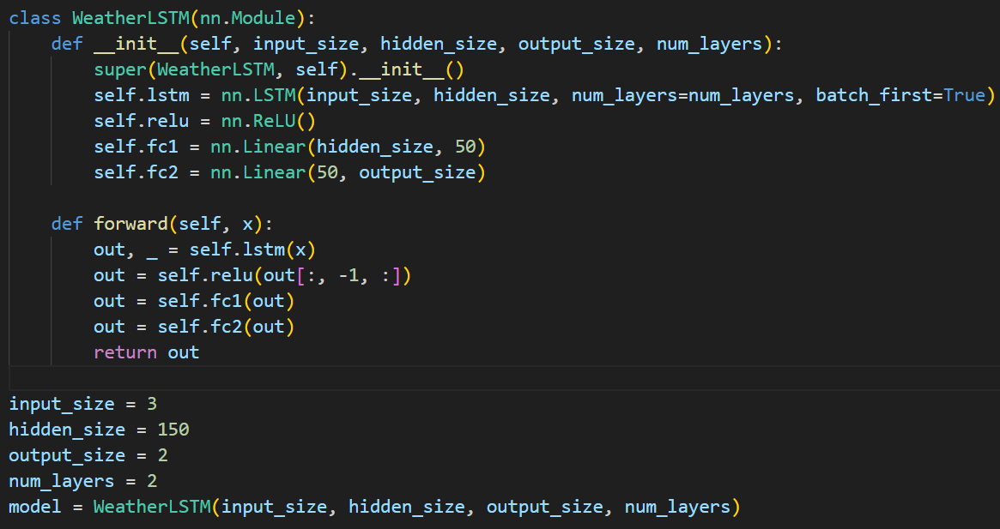 class WeatherLSTM(nn.Module):
    def __init__(self, input_size, hidden_size, output_size, num_layers):
        super(WeatherLSTM, self).__init__()
        self.lstm = nn.LSTM(input_size, hidden_size, num_layers=num_layers, batch_first=True)
        self.relu = nn.ReLU()
        self.fc1 = nn.Linear(hidden_size, 50)
        self.fc2 = nn.Linear(50, output_size)

    def forward(self, x):
        out, _ = self.lstm(x)
        out = self.relu(out[:, -1, :])
        out = self.fc1(out)
        out = self.fc2(out)
        return out

input_size = 3
hidden_size = 150
output_size = 2
num_layers = 2
model = WeatherLSTM(input_size, hidden_size, output_size, num_layers)